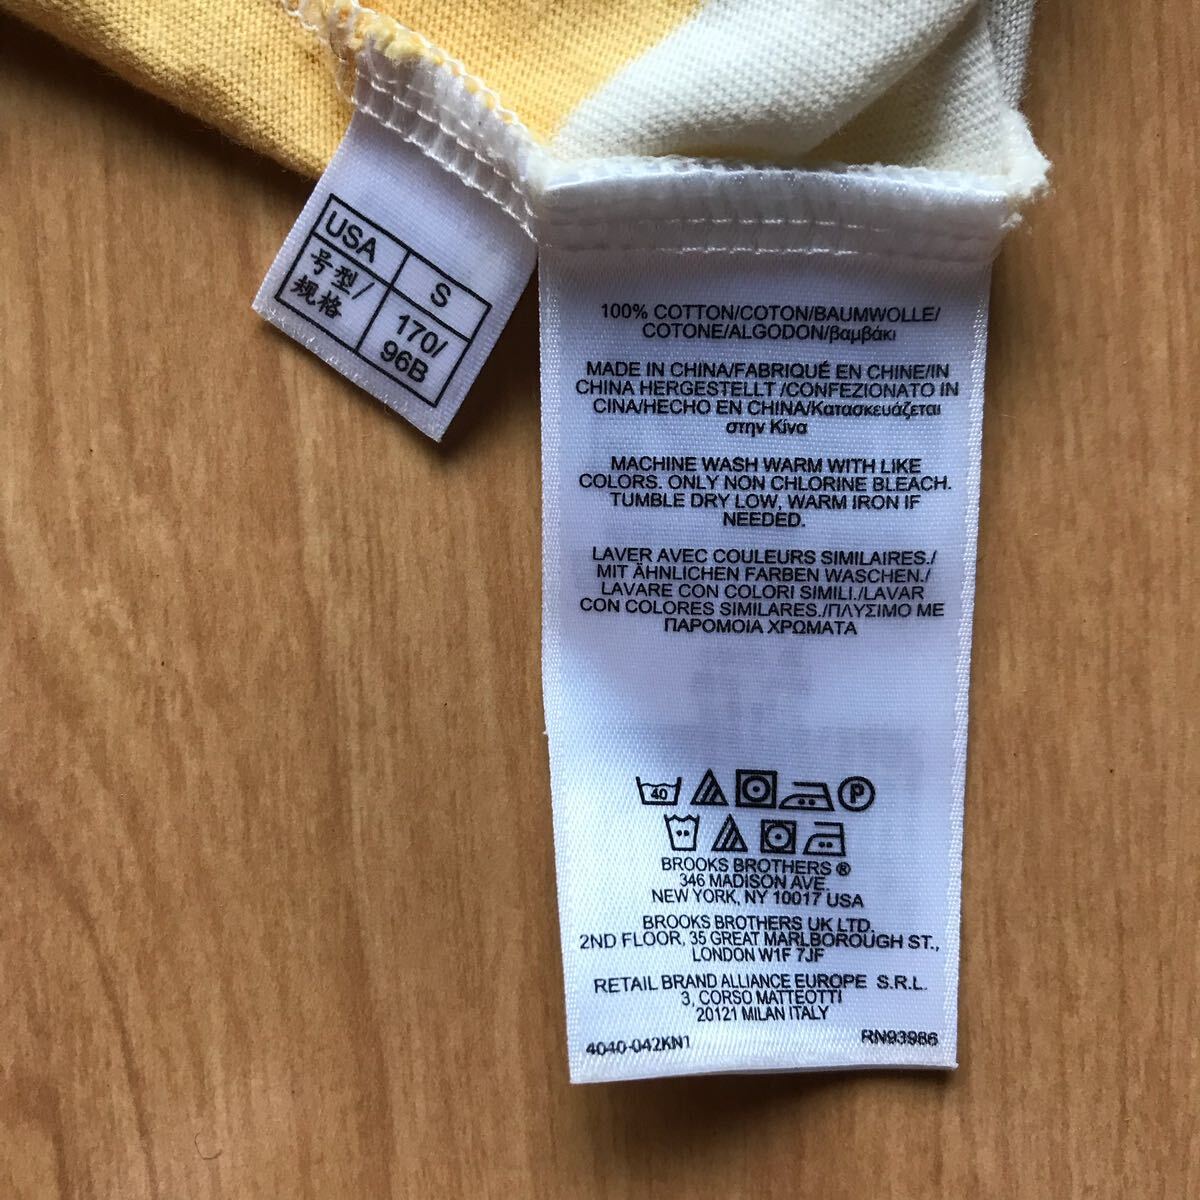 USA S
号型/
规格
170/
96B
100% COTTON/COTON/BAUMWOLLE/
COTONE/ALGODON/βαμβάκι
MADE IN CHINA/FABRIQUÉ EN CHINE/IN
CHINA HERGESTELLT /CONFEZIONATO IN
CINA/HECHO EN CHINA/Κατασκευάζεται
στην Κίνα
MACHINE WASH WARM WITH LIKE
COLORS. ONLY NON CHLORINE BLEACH.
TUMBLE DRY LOW, WARM IRON IF
NEEDED.
LAVER AVEC COULEURS SIMILAIRES./
MIT ÄHNLICHEN FARBEN WASCHEN./
LAVARE CON COLORI SIMILI./LAVAR
CON COLORES SIMILARES./ΠΛΥΣΙΜΟ ΜΕ
ΠΑΡΟΜΟΙΑ ΧΡΩΜΑΤΑ
40 P
BROOKS BROTHERS ®
346 MADISON AVE.
NEW YORK, NY 10017 USA
BROOKS BROTHERS UK LTD.
2ND FLOOR, 35 GREAT MARLBOROUGH ST.,
LONDON W1F 7JF
RETAIL BRAND ALLIANCE EUROPE S.R.L.
3, CORSO MATTEOTTI
20121 MILAN ITALY
4040-042KN1 RN93986